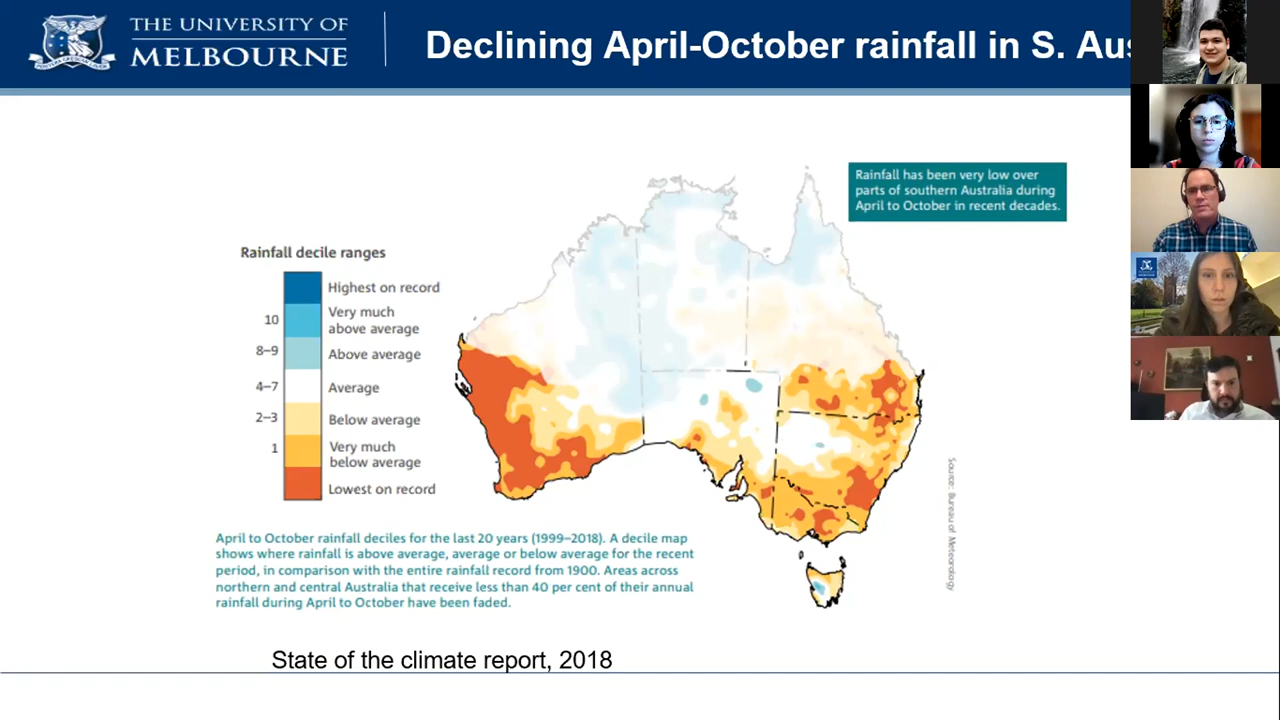 THE UNIVERSITY OF
MELBOURNE
Declining April-October rainfall in S. Aus
Rainfall has been very low over
parts of southern Australia during
April to October in recent decades.
Rainfall decile ranges
Highest on record
10
Very much
above average
8–9
Above average
4–7
Average
2–3
Below average
1
Very much
below average
Lowest on record
Source: Bureau of Meteorology
April to October rainfall deciles for the last 20 years (1999–2018). A decile map
shows where rainfall is above average, average or below average for the recent
period, in comparison with the entire rainfall record from 1900. Areas across
northern and central Australia that receive less than 40 per cent of their annual
rainfall during April to October have been faded.
State of the climate report, 2018